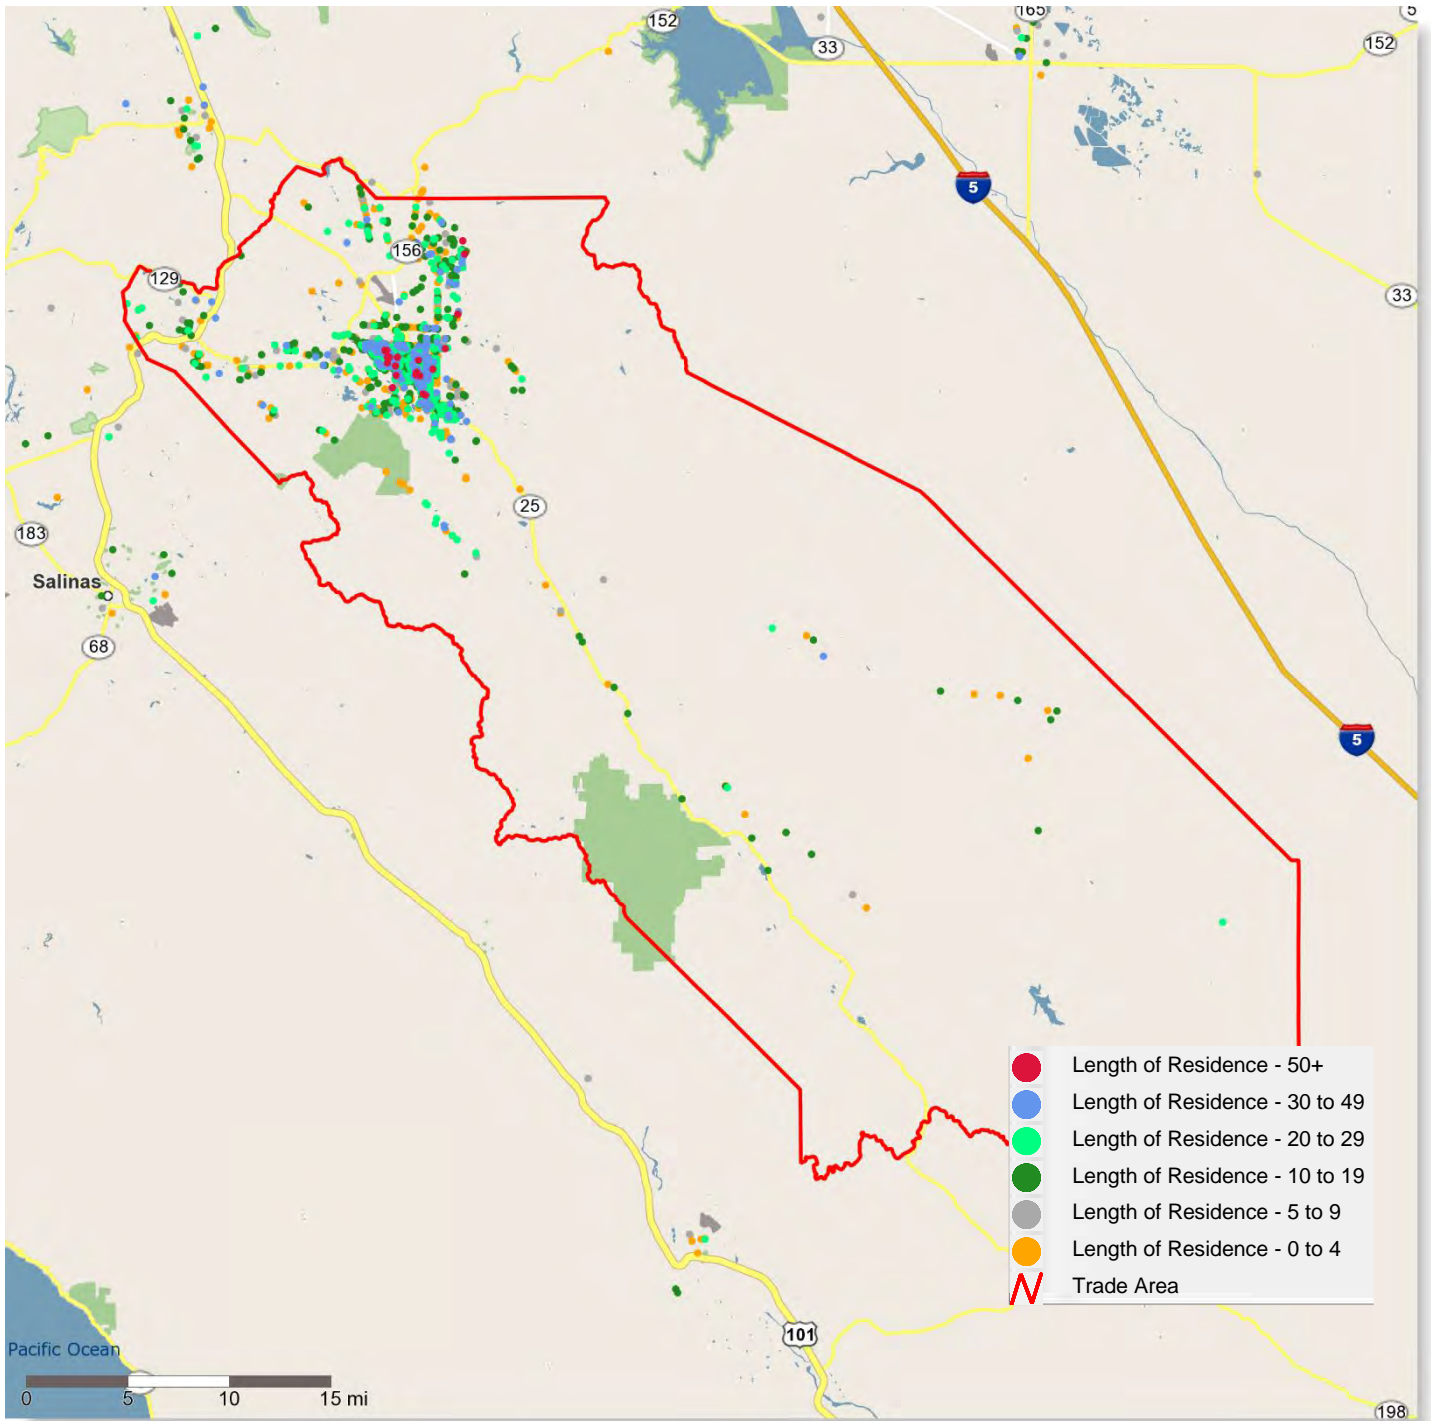 165
5
152
33
152
5
156
129
33
25
183
Salinas
68
5
Length of Residence - 50+
Length of Residence - 30 to 49
Length of Residence - 20 to 29
Length of Residence - 10 to 19
Length of Residence - 5 to 9
Length of Residence - 0 to 4
Trade Area
101
Pacific Ocean
0 5 10 15 mi
198